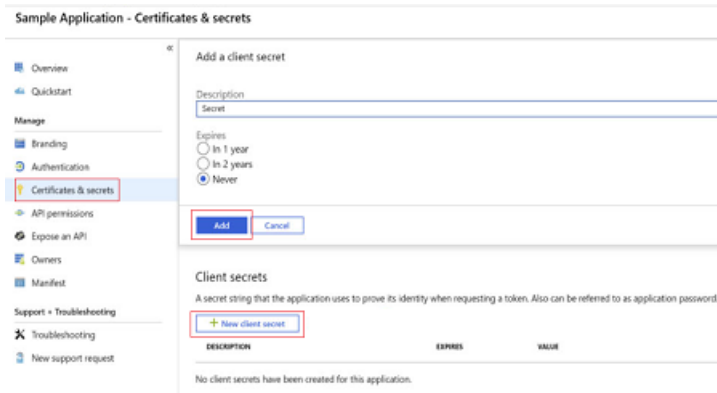 Sample Application - Certificates & secrets
«
Overview
Quickstart
Manage
Branding
Authentication
Certificates & secrets
API permissions
Expose an API
Owners
Manifest
Support + Troubleshooting
Troubleshooting
New support request
Add a client secret
Description
Secret
Expires
In 1 year
In 2 years
Never
Add Cancel
Client secrets
A secret string that the application uses to prove its identity when requesting a token. Also can be referred to as application password
+ New client secret
DESCRIPTION EXPIRES VALUE
No client secrets have been created for this application.